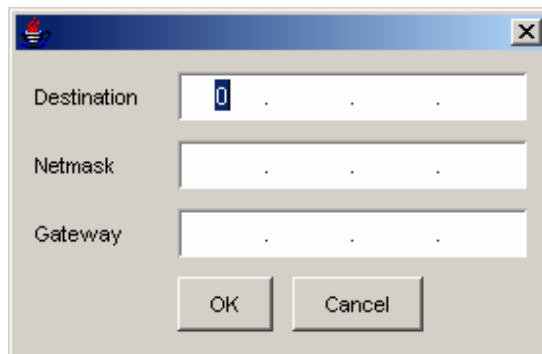 Destination 0 . . .
Netmask . . .
Gateway . . .
OK Cancel